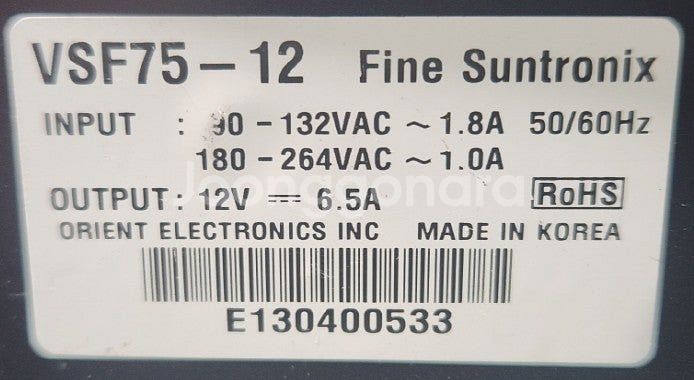 VSF75-12 Fine Suntronix
INPUT : 90-132VAC ~ 1.8A 50/60Hz
180-264VAC ~ 1.0A
OUTPUT: 12V ⎓ 6.5A RoHS
Joonggonara
ORIENT ELECTRONICS INC MADE IN KOREA
E130400533